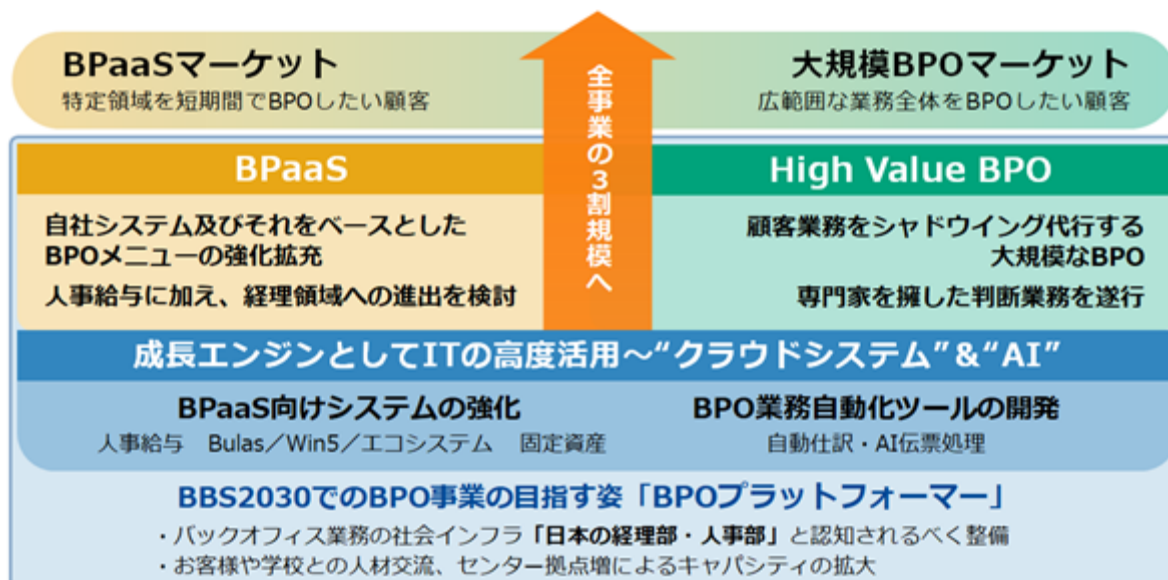 BPaaSマーケット
特定領域を短期間でBPOしたい顧客
大規模BPOマーケット
広範囲な業務全体をBPOしたい顧客
全事業の3割規模へ
BPaaS
自社システム及びそれをベースとした
BPOメニューの強化拡充
人事給与に加え、経理領域への進出を検討
High Value BPO
顧客業務をシャドウイング代行する
大規模なBPO
専門家を擁した判断業務を遂行
成長エンジンとしてITの高度活用～“クラウドシステム”&“AI”
BPaaS向けシステムの強化
人事給与 Bulas／Win5／エコシステム 固定資産
BPO業務自動化ツールの開発
自動仕訳・AI伝票処理
BBS2030でのBPO事業の目指す姿「BPOプラットフォーマー」
・バックオフィス業務の社会インフラ「日本の経理部・人事部」と認知されるべく整備
・お客様や学校との人材交流、センター拠点増によるキャパシティの拡大